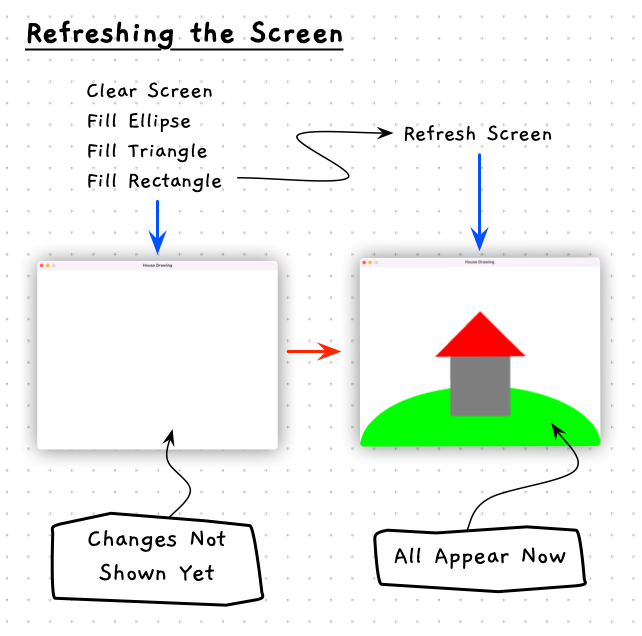 Refreshing the Screen
Clear Screen
Fill Ellipse
Fill Triangle
Fill Rectangle
Refresh Screen
House Drawing
House Drawing
Changes Not
Shown Yet
All Appear Now